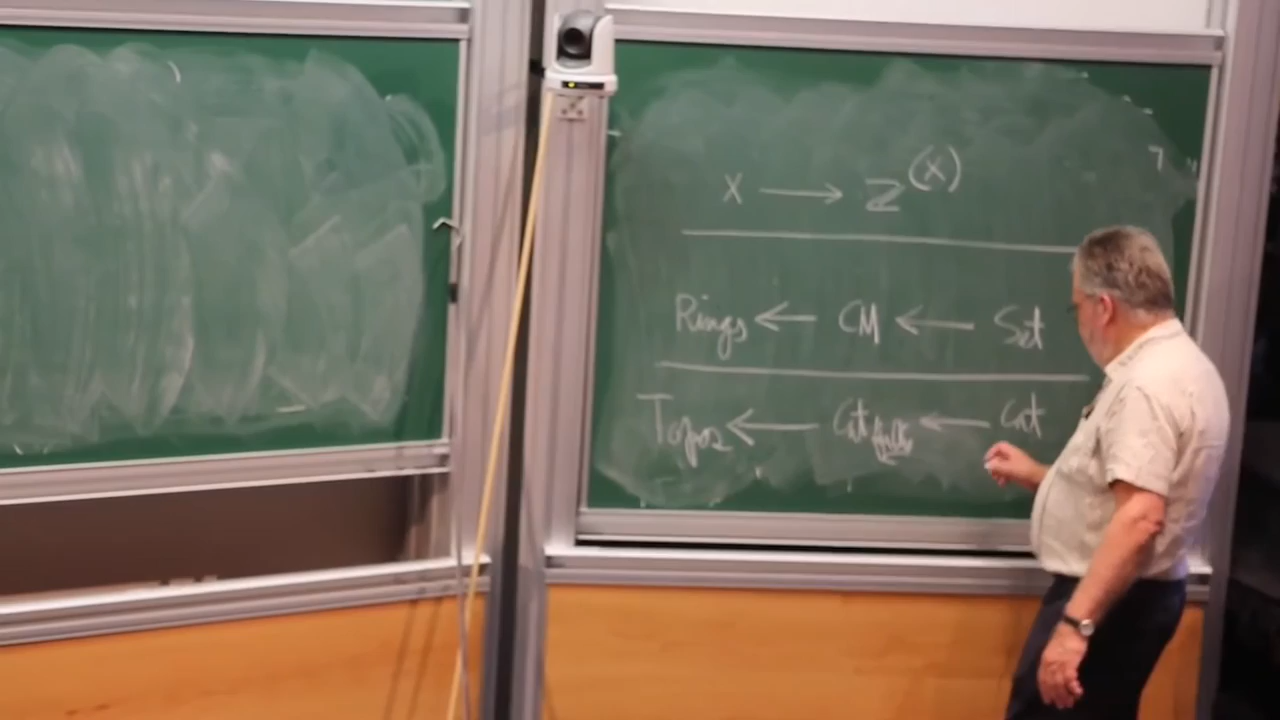 X → ℤ^(X)
Rings ← CM ← Set
Topos ← Cat ← Cat